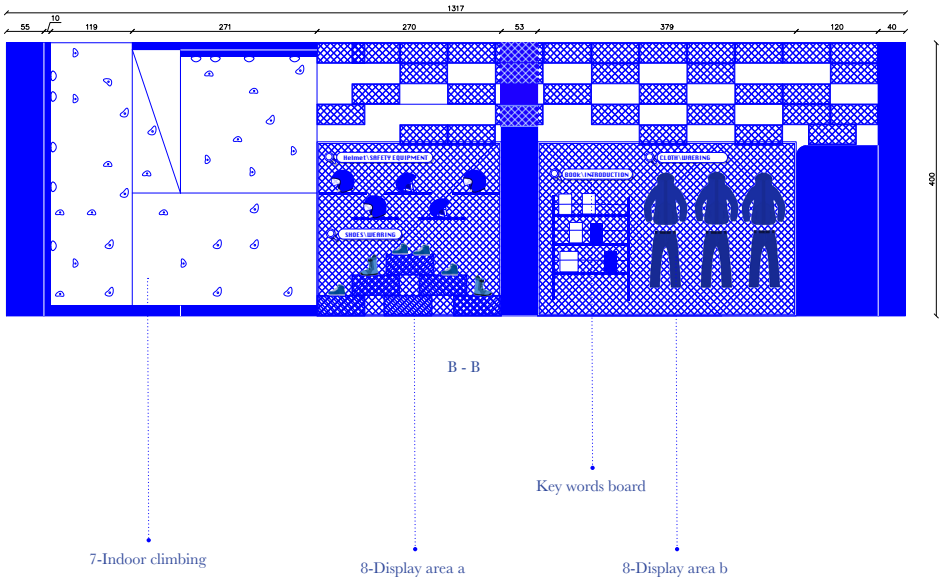 1317
55 10 119 271 270 53 379 120 40
Helmet\SAFETY EQUIPMENT
CLOTH\WAERING
BOOK\INTRODUCTION
400
SHOES\WEARING
B - B
Key words board
7-Indoor climbing
8-Display area a
8-Display area b